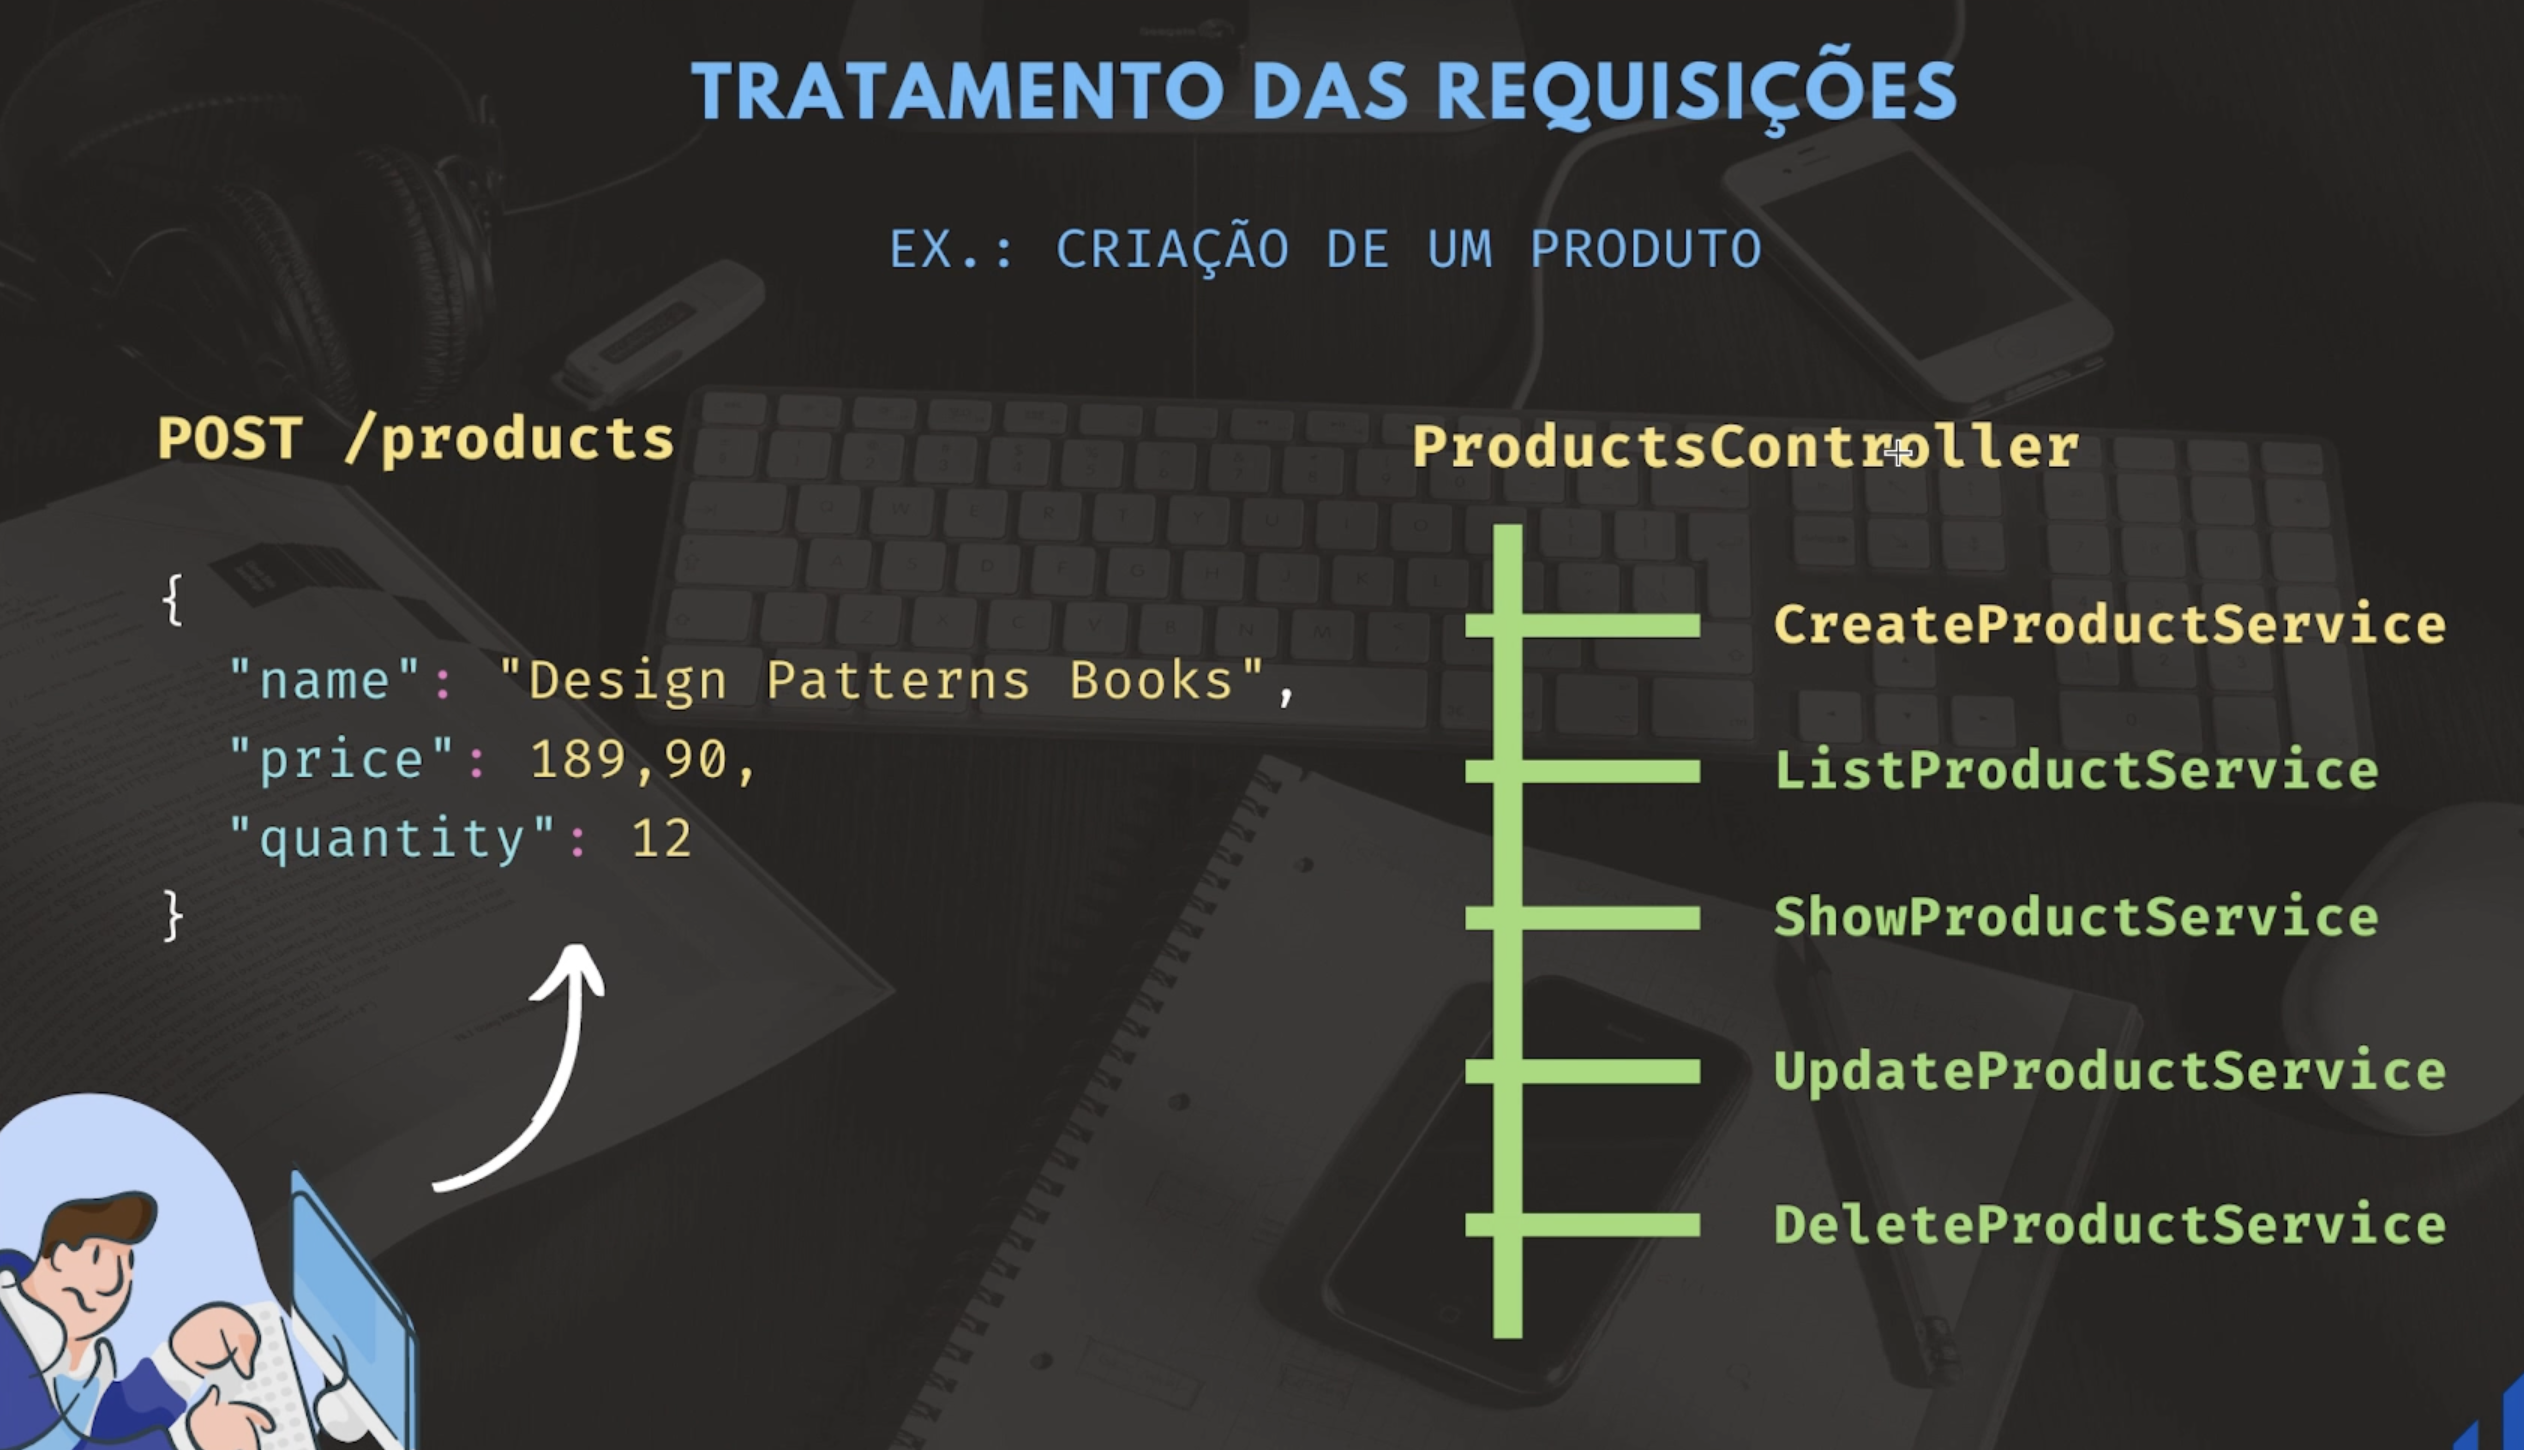 TRATAMENTO DAS REQUISIÇÕES
EX.: CRIAÇÃO DE UM PRODUTO
POST /products
{
"name": "Design Patterns Books",
"price": 189,90,
"quantity": 12
}
ProductsController
CreateProductService
ListProductService
ShowProductService
UpdateProductService
DeleteProductService